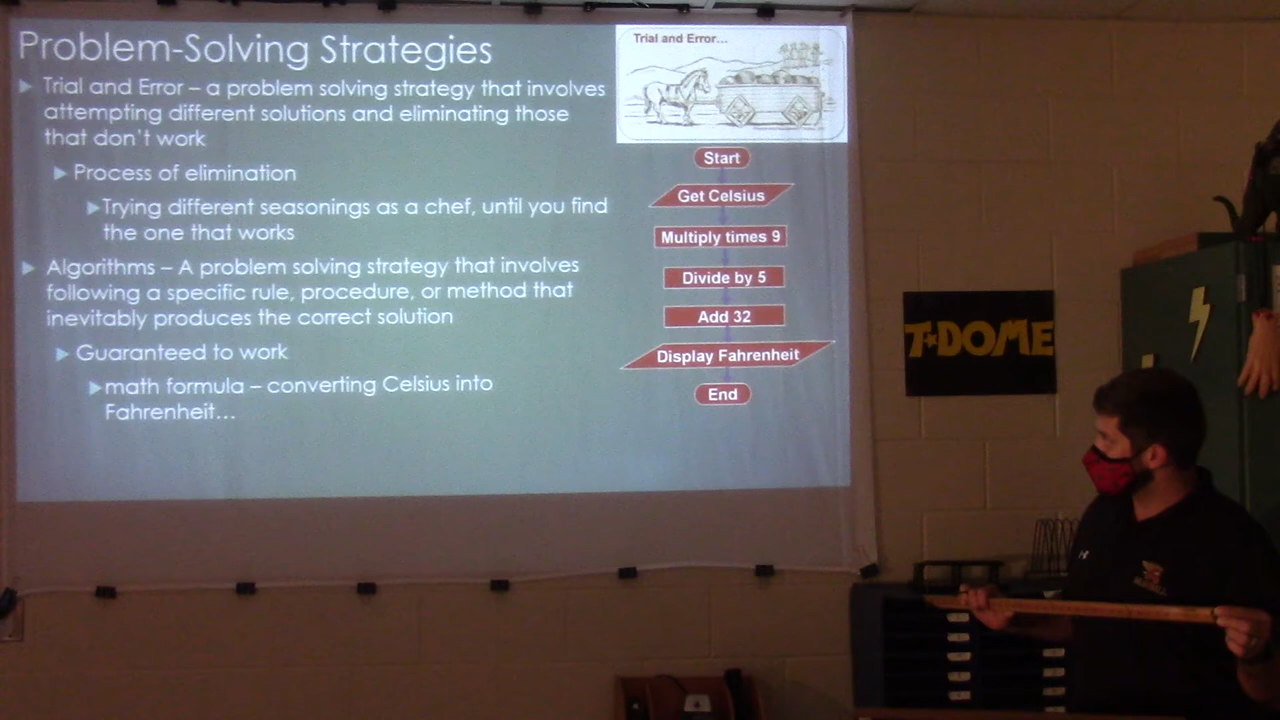 Problem-Solving Strategies
Trial and Error – a problem solving strategy that involves
attempting different solutions and eliminating those
that don't work
Process of elimination
Trying different seasonings as a chef, until you find
the one that works
Algorithms – A problem solving strategy that involves
following a specific rule, procedure, or method that
inevitably produces the correct solution
Guaranteed to work
math formula – converting Celsius into
Fahrenheit...
Trial and Error...
Start
Get Celsius
Multiply times 9
Divide by 5
Add 32
Display Fahrenheit
End
T★DOME